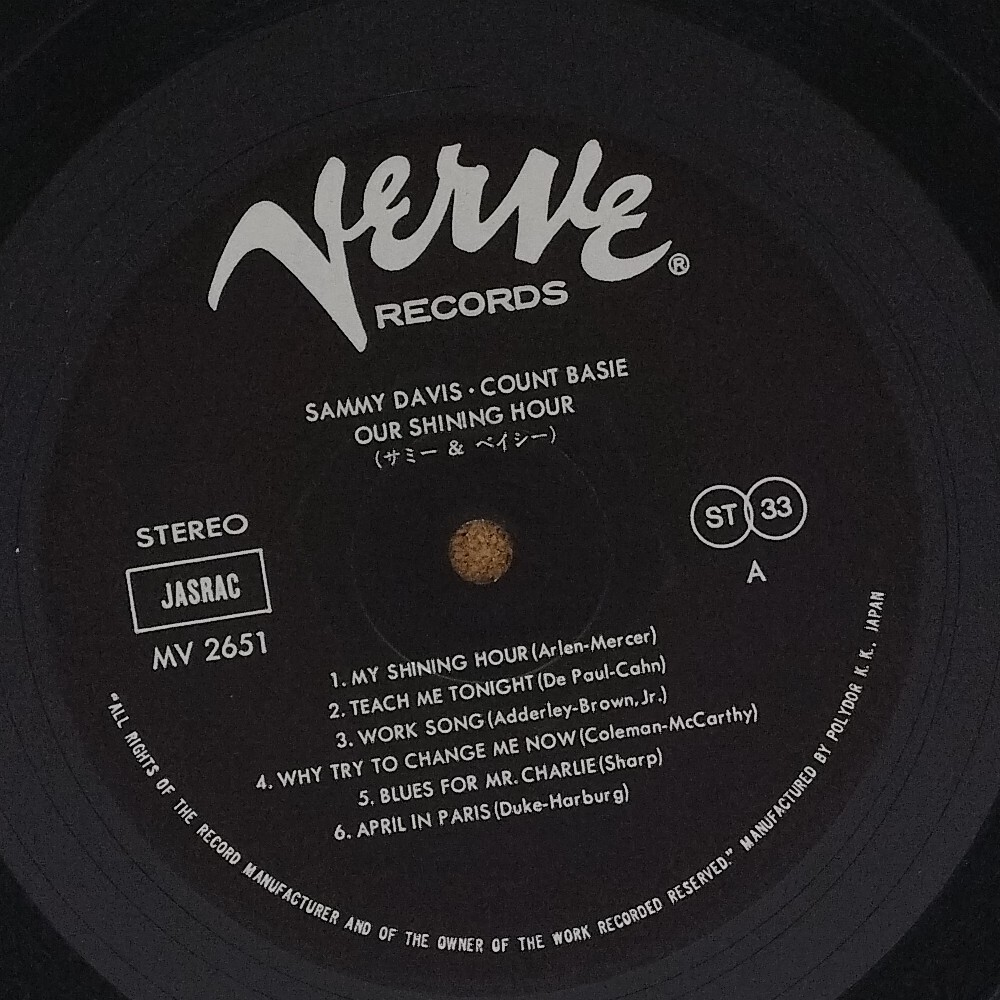 Verve ®
RECORDS
SAMMY DAVIS · COUNT BASIE
OUR SHINING HOUR
(サミー & ベイシー)
STEREO
JASRAC
MV 2651
ST 33
A
1. MY SHINING HOUR (Arlen-Mercer)
2. TEACH ME TONIGHT (De Paul-Cahn)
3. WORK SONG (Adderley-Brown, Jr.)
4. WHY TRY TO CHANGE ME NOW (Coleman-McCarthy)
5. BLUES FOR MR. CHARLIE (Sharp)
6. APRIL IN PARIS (Duke-Harburg)
"ALL RIGHTS OF THE RECORD MANUFACTURER AND OF THE OWNER OF THE WORK RECORDED RESERVED." MANUFACTURED BY POLYDOR K. K., JAPAN